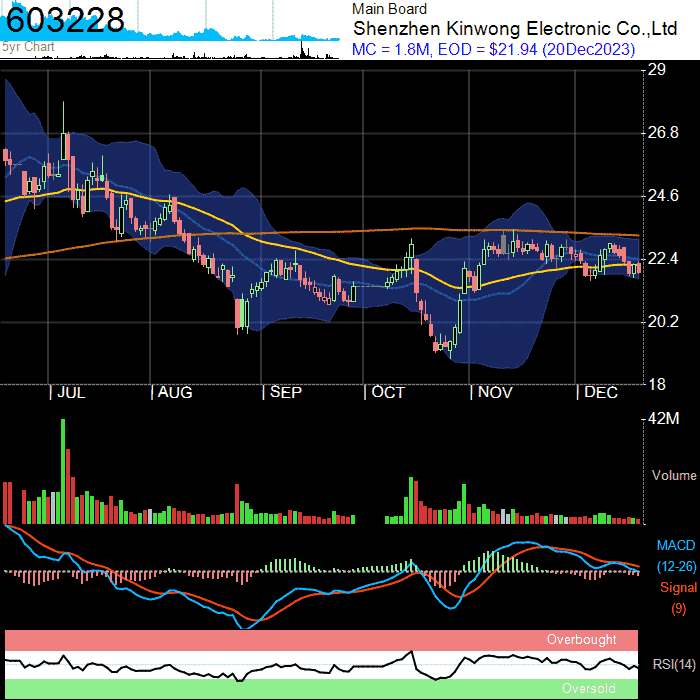 603228
5yr Chart
Main Board
Shenzhen Kinwong Electronic Co.,Ltd
MC = 1.8M, EOD = $21.94 (20Dec2023)
29
26.8
24.6
22.4
20.2
18
JUL AUG SEP OCT NOV DEC
42M
Volume
MACD
(12-26)
Signal
(9)
Overbought
RSI(14)
Oversold